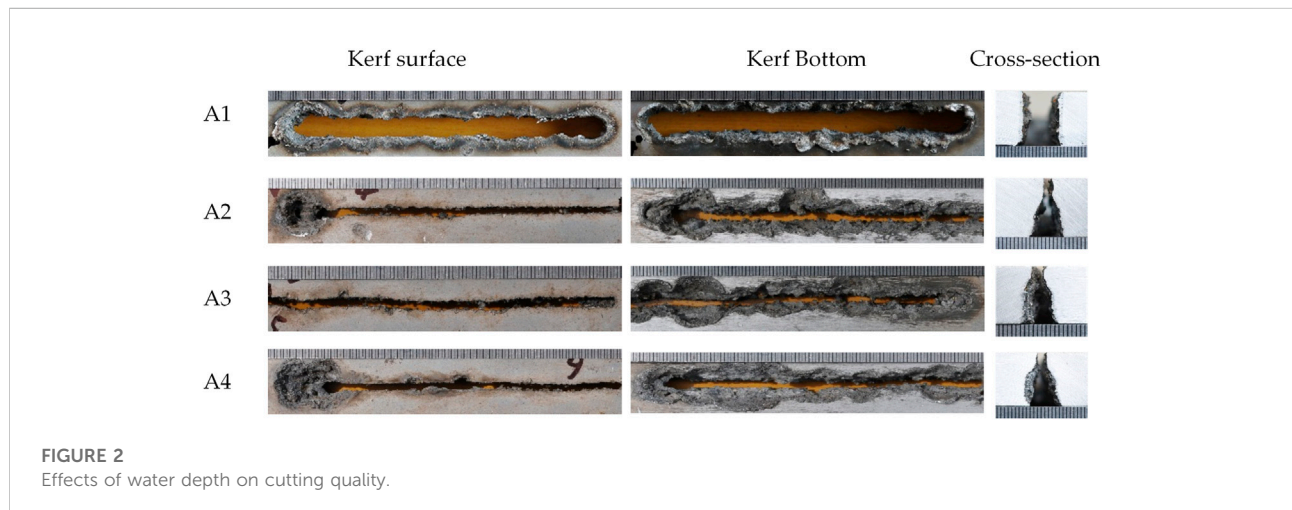 Kerf surface Kerf Bottom Cross-section
A1
A2
A3
A4
9
FIGURE 2
Effects of water depth on cutting quality.